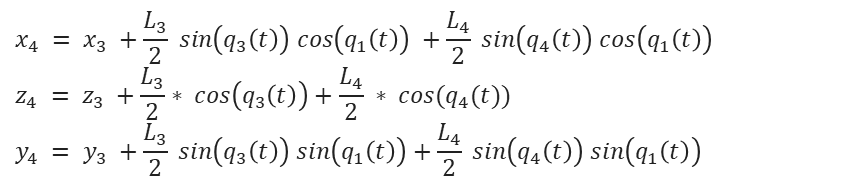 x₄ = x₃ + L₃/2 sin(q₃(t)) cos(q₁(t)) + L₄/2 sin(q₄(t)) cos(q₁(t))
z₄ = z₃ + L₃/2 * cos(q₃(t)) + L₄/2 * cos(q₄(t))
y₄ = y₃ + L₃/2 sin(q₃(t)) sin(q₁(t)) + L₄/2 sin(q₄(t)) sin(q₁(t))